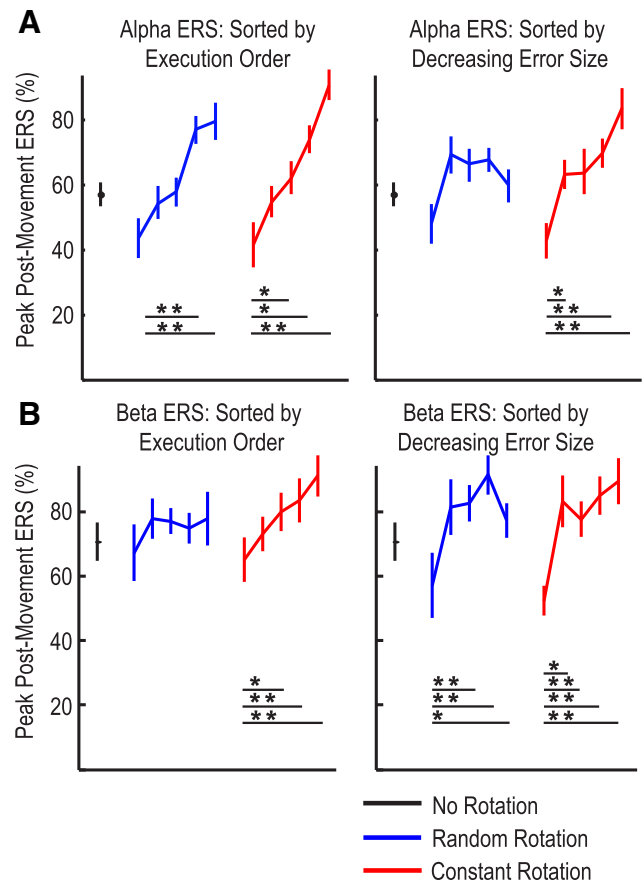 A
Alpha ERS: Sorted by
Execution Order
Alpha ERS: Sorted by
Decreasing Error Size
Peak Post-Movement ERS (%)
80
60
40
20
* *
* *
*
*
* *
*
* *
* *
B
Beta ERS: Sorted by
Execution Order
Beta ERS: Sorted by
Decreasing Error Size
Peak Post-Movement ERS (%)
80
60
40
20
*
* *
* *
* *
* *
*
*
* *
* *
* *
No Rotation
Random Rotation
Constant Rotation